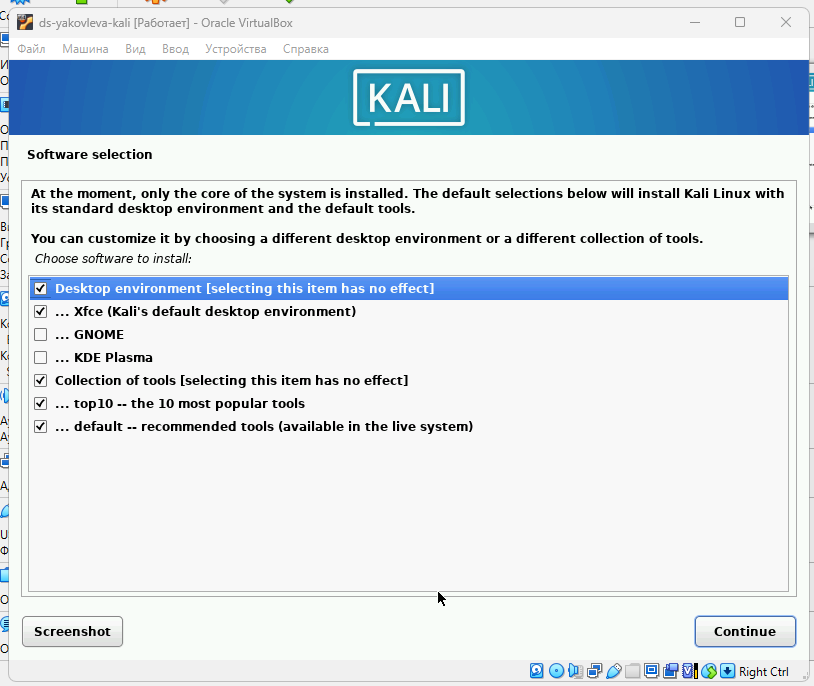 ds-yakovleva-kali [Работает] - Oracle VirtualBox
Файл Машина Вид Ввод Устройства Справка
KALI
Software selection
At the moment, only the core of the system is installed. The default selections below will install Kali Linux with
its standard desktop environment and the default tools.
You can customize it by choosing a different desktop environment or a different collection of tools.
Choose software to install:
Desktop environment [selecting this item has no effect]
... Xfce (Kali's default desktop environment)
... GNOME
... KDE Plasma
Collection of tools [selecting this item has no effect]
... top10 -- the 10 most popular tools
... default -- recommended tools (available in the live system)
Screenshot Continue
Right Ctrl